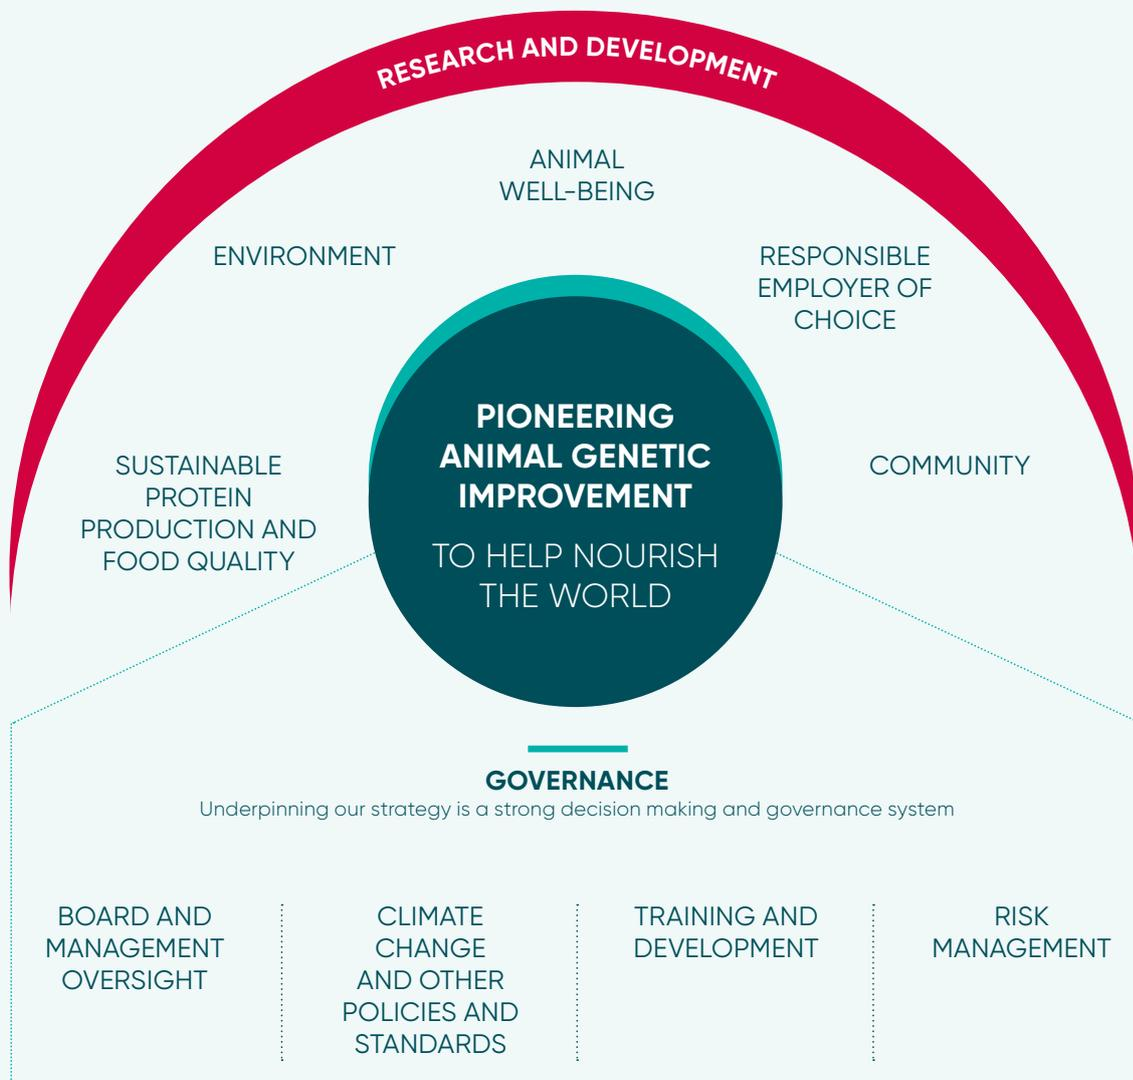 RESEARCH AND DEVELOPMENT
ANIMAL
WELL-BEING
ENVIRONMENT
RESPONSIBLE
EMPLOYER OF
CHOICE
SUSTAINABLE
PROTEIN
PRODUCTION AND
FOOD QUALITY
PIONEERING
ANIMAL GENETIC
IMPROVEMENT
TO HELP NOURISH
THE WORLD
COMMUNITY
GOVERNANCE
Underpinning our strategy is a strong decision making and governance system
BOARD AND
MANAGEMENT
OVERSIGHT
CLIMATE
CHANGE
AND OTHER
POLICIES AND
STANDARDS
TRAINING AND
DEVELOPMENT
RISK
MANAGEMENT